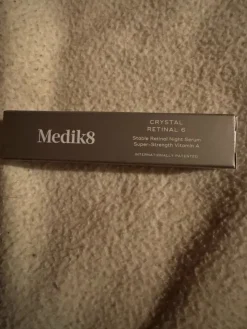 Medik8
CRYSTAL
RETINAL 6
Stable Retinal Night Serum
Super-Strength Vitamin A
INTERNATIONALLY PATENTED